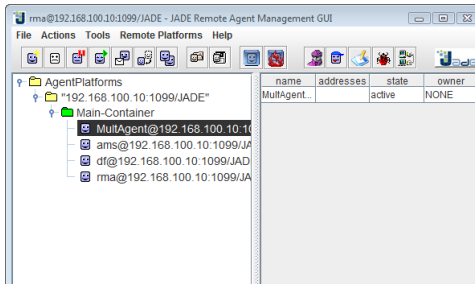 rma@192.168.100.10:1099/JADE - JADE Remote Agent Management GUI
File Actions Tools Remote Platforms Help
Jade
AgentPlatforms
"192.168.100.10:1099/JADE"
Main-Container
MultAgent@192.168.100.10:10
ams@192.168.100.10:1099/JA
df@192.168.100.10:1099/JAD
rma@192.168.100.10:1099/JA
name addresses state owner
MultAgent... active NONE